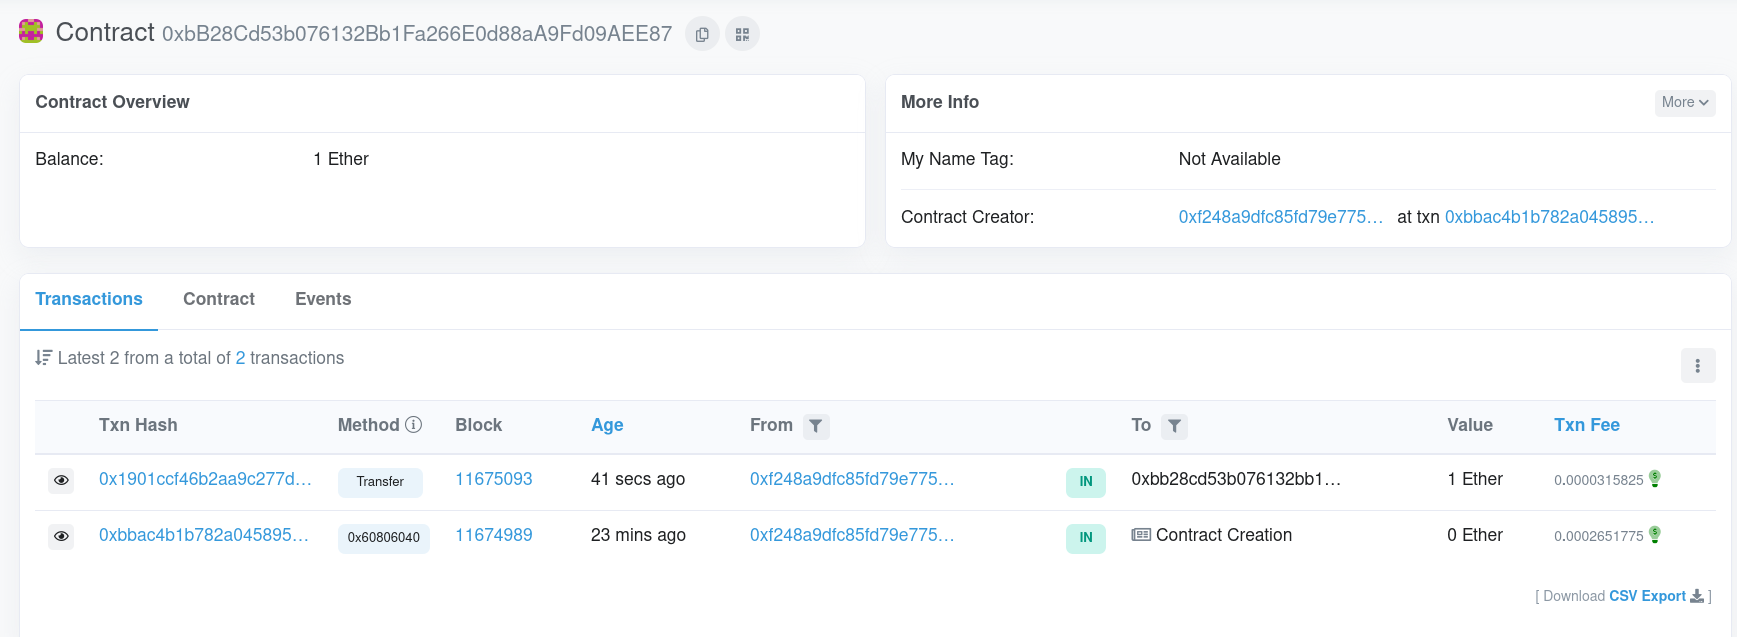 Contract 0xbB28Cd53b076132Bb1Fa266E0d88aA9Fd09AEE87
Contract Overview
Balance: 1 Ether
More Info More
My Name Tag: Not Available
Contract Creator: 0xf248a9dfc85fd79e775... at txn 0xbbac4b1b782a045895...
Transactions Contract Events
Latest 2 from a total of 2 transactions
Txn Hash Method Block Age From To Value Txn Fee
0x1901ccf46b2aa9c277d... Transfer 11675093 41 secs ago 0xf248a9dfc85fd79e775... IN 0xbb28cd53b076132bb1... 1 Ether 0.0000315825
0xbbac4b1b782a045895... 0x60806040 11674989 23 mins ago 0xf248a9dfc85fd79e775... IN Contract Creation 0 Ether 0.0002651775
[ Download CSV Export ]